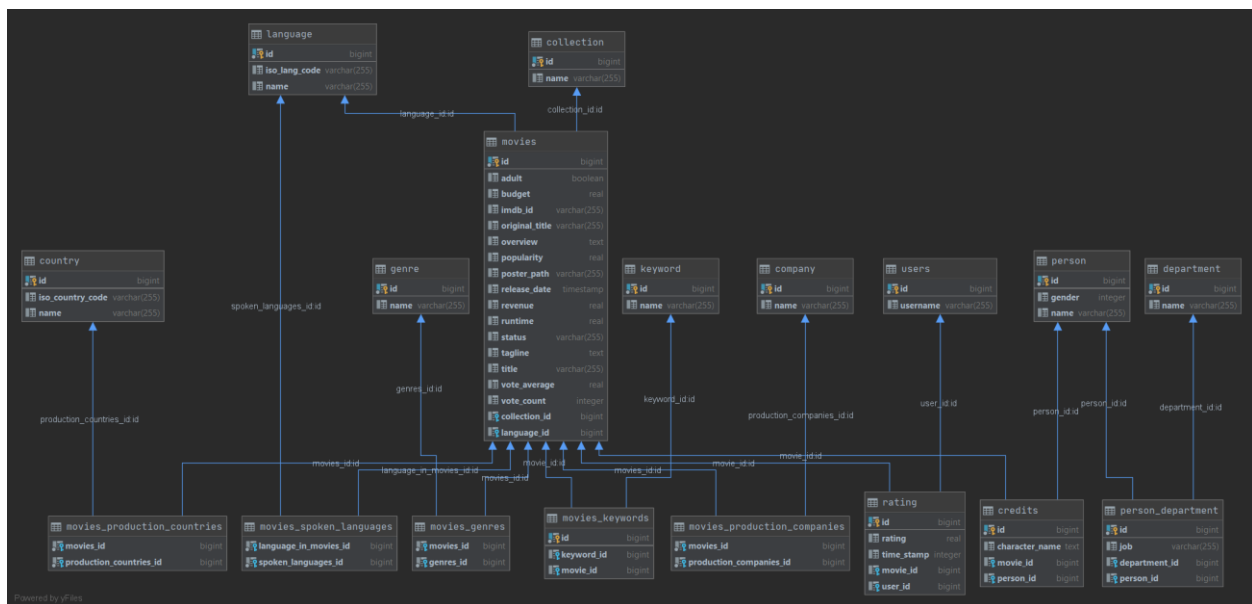 language
id bigint
iso_lang_code varchar(255)
name varchar(255)
collection
id bigint
name varchar(255)
language_id:id
collection_id:id
movies
id bigint
adult boolean
budget real
imdb_id varchar(255)
original_title varchar(255)
overview text
popularity real
poster_path varchar(255)
release_date timestamp
revenue real
runtime real
status varchar(255)
tagline text
title varchar(255)
vote_average real
vote_count integer
collection_id bigint
language_id bigint
country
id bigint
iso_country_code varchar(255)
name varchar(255)
genre
id bigint
name varchar(255)
keyword
id bigint
name varchar(255)
company
id bigint
name varchar(255)
users
id bigint
username varchar(255)
person
id bigint
gender integer
name varchar(255)
department
id bigint
name varchar(255)
spoken_languages_id:id
genres_id:id
keyword_id:id
production_countries_id:id
production_companies_id:id
user_id:id
person_id:id
person_id:id
department_id:id
movies_id:id
language_in_movies_id:id
movies_id:id
movie_id:id
movies_id:id
movie_id:id
movie_id:id
movies_production_countries
movies_id bigint
production_countries_id bigint
movies_spoken_languages
language_in_movies_id bigint
spoken_languages_id bigint
movies_genres
movies_id bigint
genres_id bigint
movies_keywords
id bigint
keyword_id bigint
movie_id bigint
movies_production_companies
movies_id bigint
production_companies_id bigint
rating
id bigint
rating real
time_stamp integer
movie_id bigint
user_id bigint
credits
id bigint
character_name text
movie_id bigint
person_id bigint
person_department
id bigint
job varchar(255)
department_id bigint
person_id bigint
Powered by yFiles